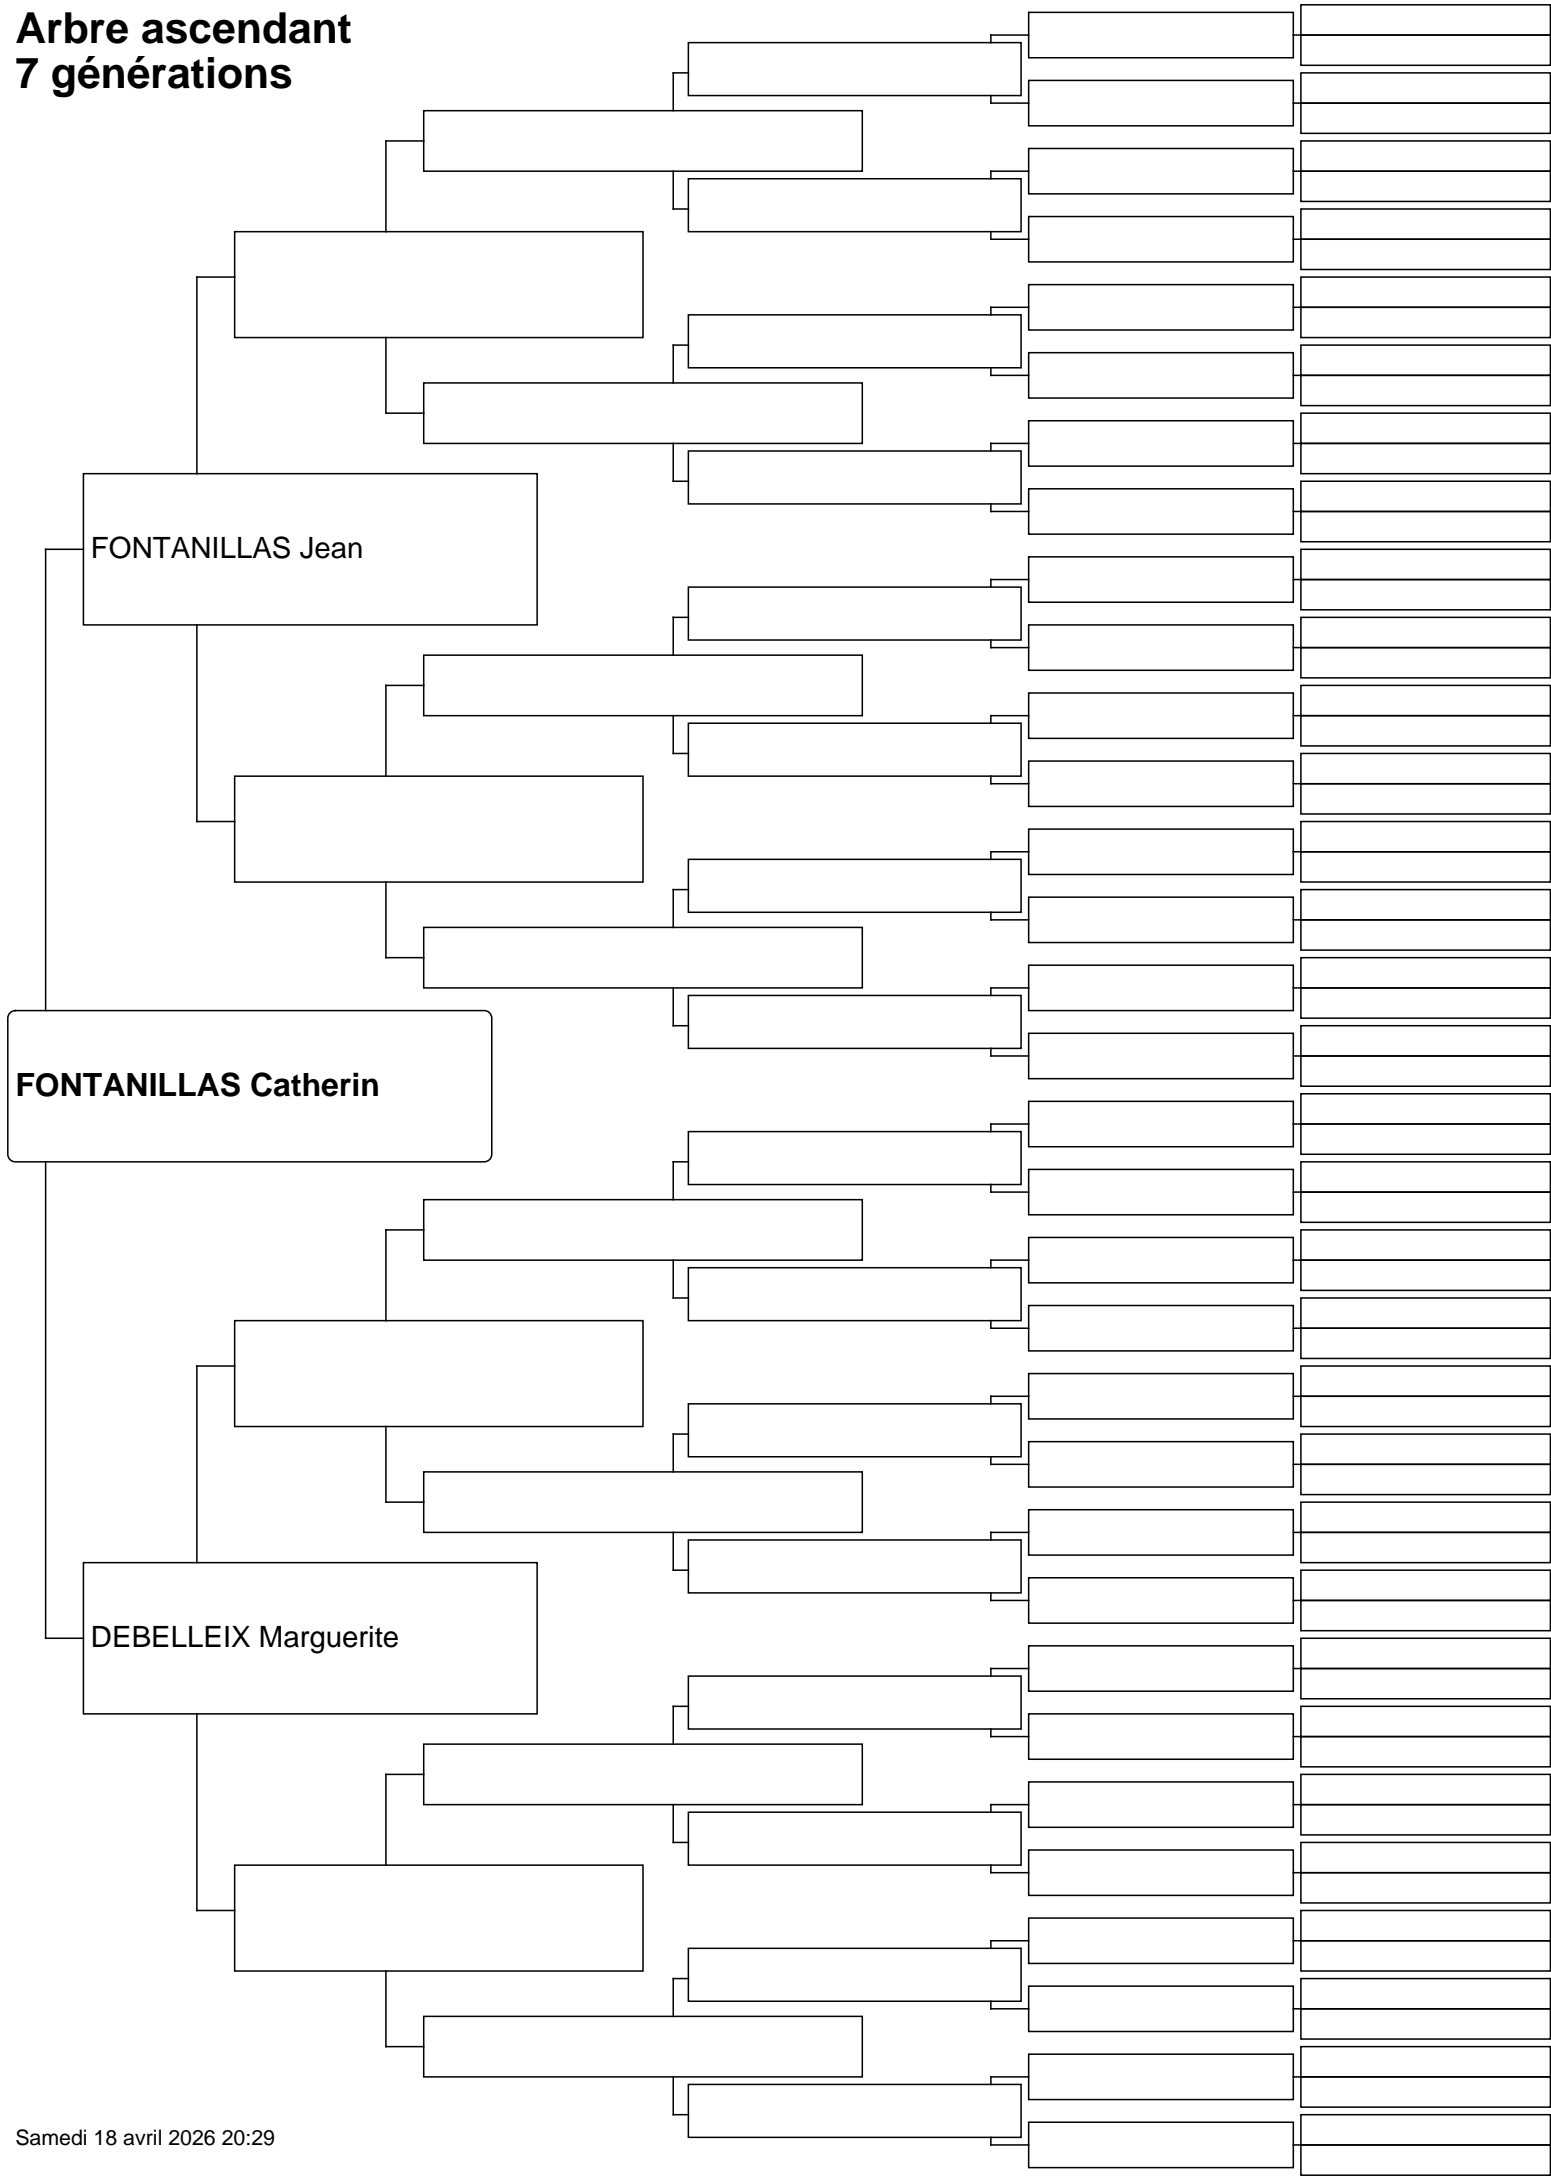 Arbre ascendant
7 générations
FONTANILLAS Jean
FONTANILLAS Catherin
DEBELLEIX Marguerite
Samedi 18 avril 2026 20:29